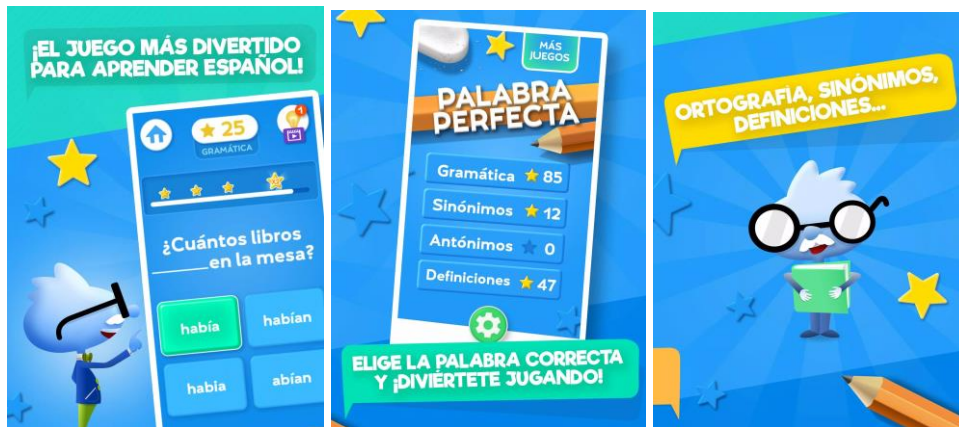 ¡EL JUEGO MÁS DIVERTIDO
PARA APRENDER ESPAÑOL!
25
1
GRAMÁTICA
¿Cuántos libros
______en la mesa?
había
habían
habia
abían
MÁS
JUEGOS
PALABRA
PERFECTA
Gramática 85
Sinónimos 12
Antónimos 0
Definiciones 47
ELIGE LA PALABRA CORRECTA
Y ¡DIVIÉRTETE JUGANDO!
ORTOGRAFÍA, SINÓNIMOS,
DEFINICIONES...